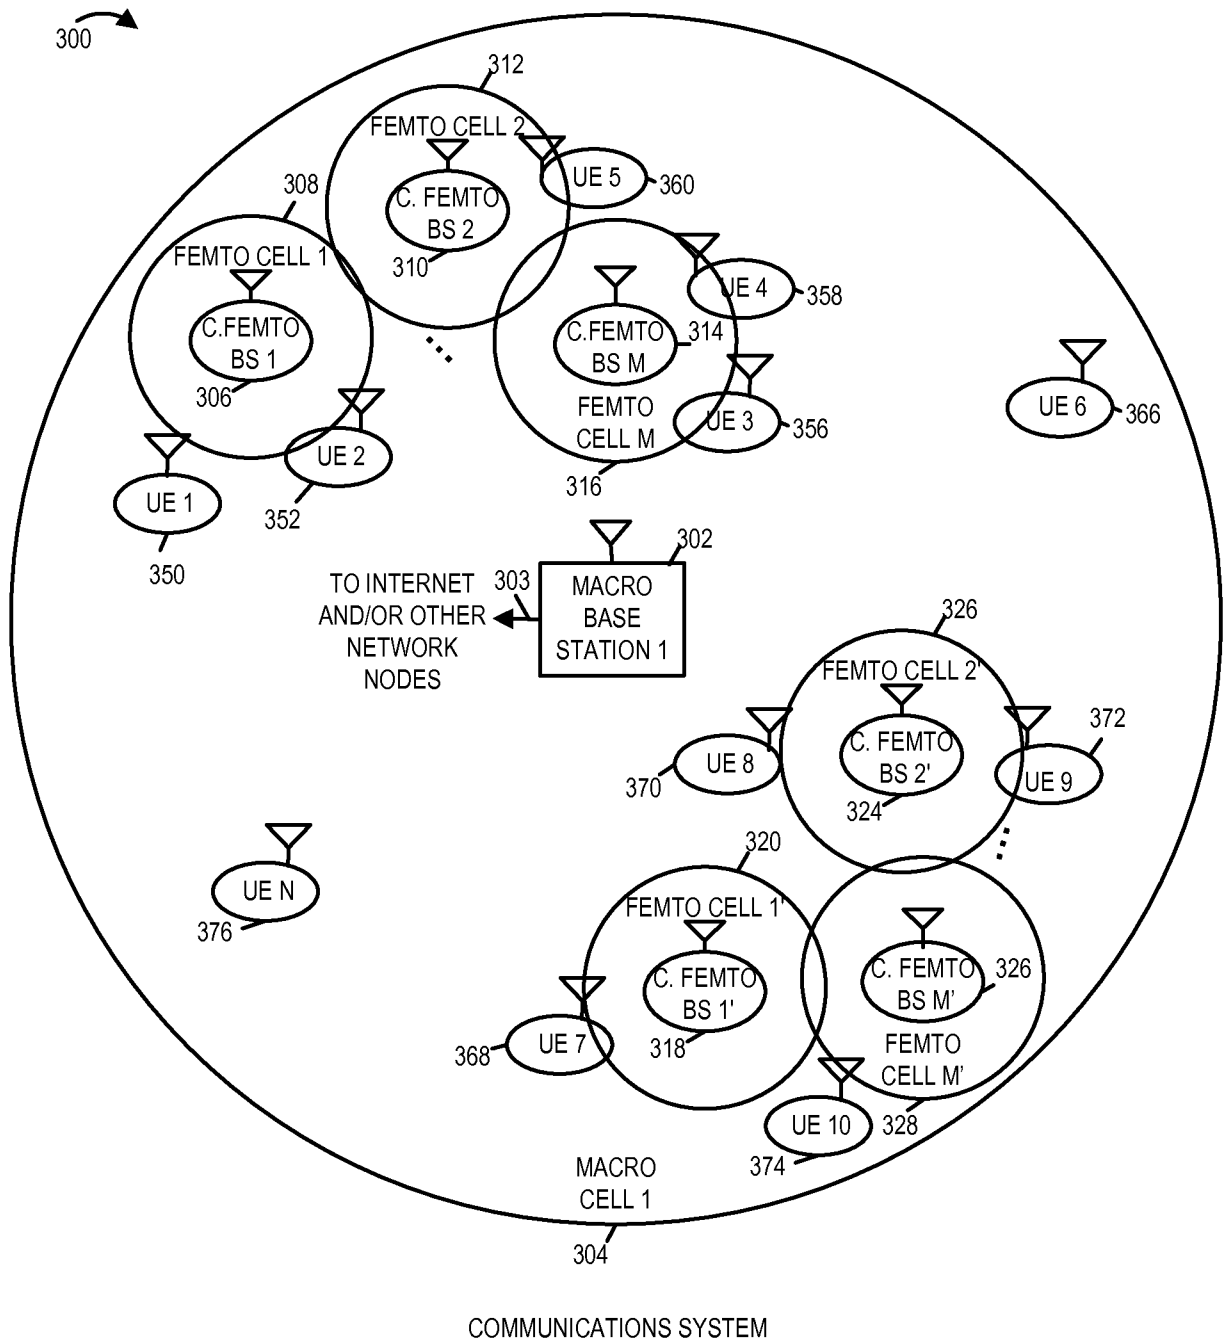 300
312
FEMTO CELL 2
C. FEMTO
BS 2
310
UE 5
360
308
FEMTO CELL 1
C.FEMTO
BS 1
306
UE 4
358
C.FEMTO
BS M
314
FEMTO
CELL M
316
UE 3
356
UE 6
366
UE 1
350
UE 2
352
302
303
MACRO
BASE
STATION 1
TO INTERNET
AND/OR OTHER
NETWORK
NODES
326
FEMTO CELL 2'
C. FEMTO
BS 2'
324
UE 8
370
UE 9
372
UE N
376
320
FEMTO CELL 1'
C. FEMTO
BS 1'
318
C. FEMTO
BS M'
326
FEMTO
CELL M'
328
UE 7
368
UE 10
374
MACRO
CELL 1
304
COMMUNICATIONS SYSTEM